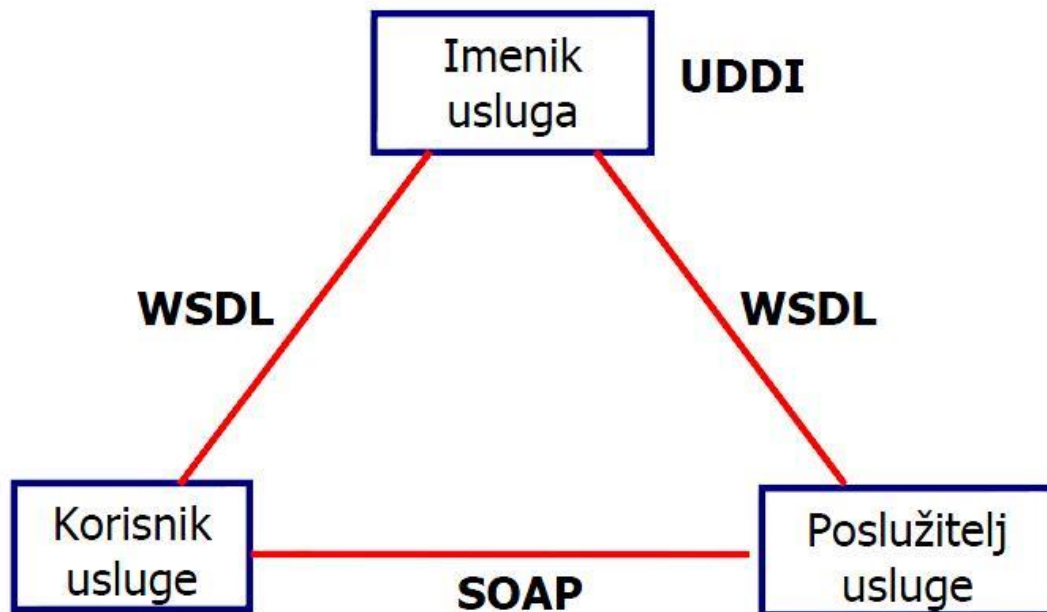 Imenik
usluga
UDDI
WSDL
WSDL
Korisnik
usluge
SOAP
Poslužitelj
usluge